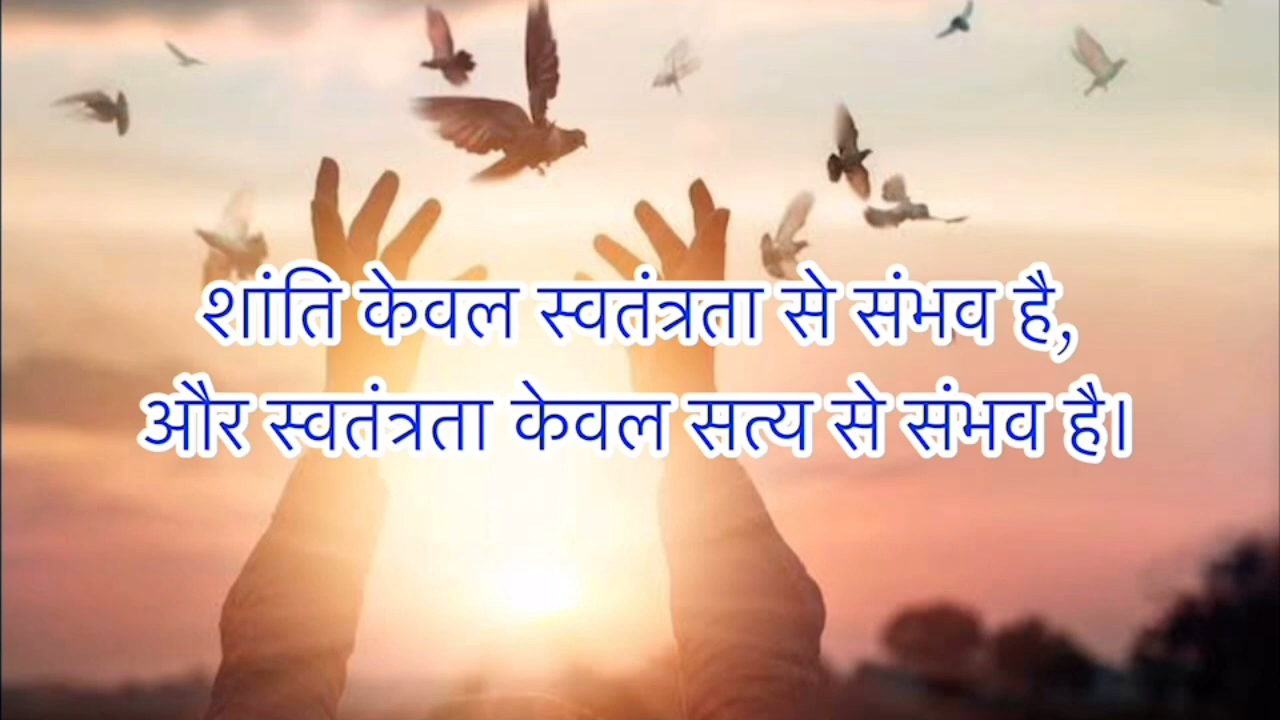 शांति केवल स्वतंत्रता से संभव है,
और स्वतंत्रता केवल सत्य से संभव है।